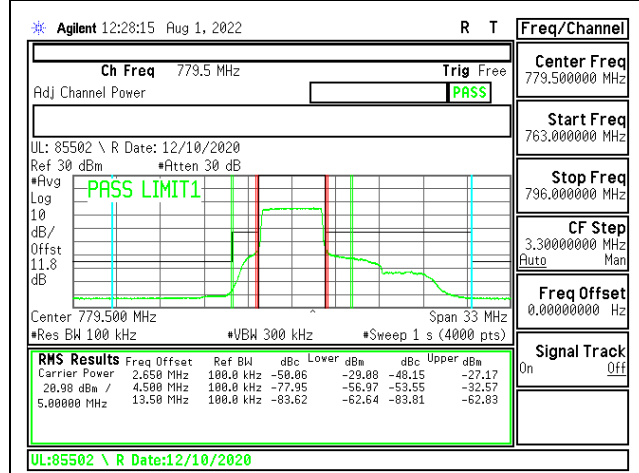 Agilent 12:28:15 Aug 1, 2022 R T
Ch Freq 779.5 MHz Trig Free
Adj Channel Power PASS
UL: 85502 \ R Date: 12/10/2020
Ref 30 dBm #Atten 30 dB
#Avg
Log
10
dB/
Offst
11.8
dB
PASS LIMIT1
Center 779.500 MHz Span 33 MHz
#Res BW 100 kHz #VBW 300 kHz #Sweep 1 s (4000 pts)
RMS Results Freq Offset Ref BW dBc Lower dBm dBc Upper dBm
Carrier Power 2.650 MHz 100.0 kHz -50.06 -29.08 -48.15 -27.17
20.98 dBm / 4.500 MHz 100.0 kHz -77.95 -56.97 -53.55 -32.57
5.00000 MHz 13.50 MHz 100.0 kHz -83.62 -62.64 -83.81 -62.83
UL:85502 \ R Date:12/10/2020
Freq/Channel
Center Freq
779.500000 MHz
Start Freq
763.000000 MHz
Stop Freq
796.000000 MHz
CF Step
3.30000000 MHz
Auto Man
Freq Offset
0.00000000 Hz
Signal Track
On Off